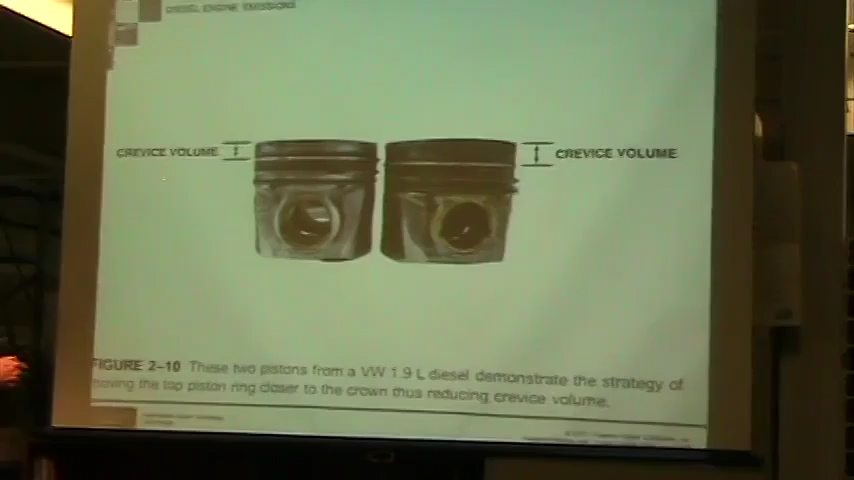 DIESEL ENGINE EMISSIONS
CREVICE VOLUME
CREVICE VOLUME
FIGURE 2–10 These two pistons from a VW 1.9 L diesel demonstrate the strategy of
moving the top piston ring closer to the crown thus reducing crevice volume.